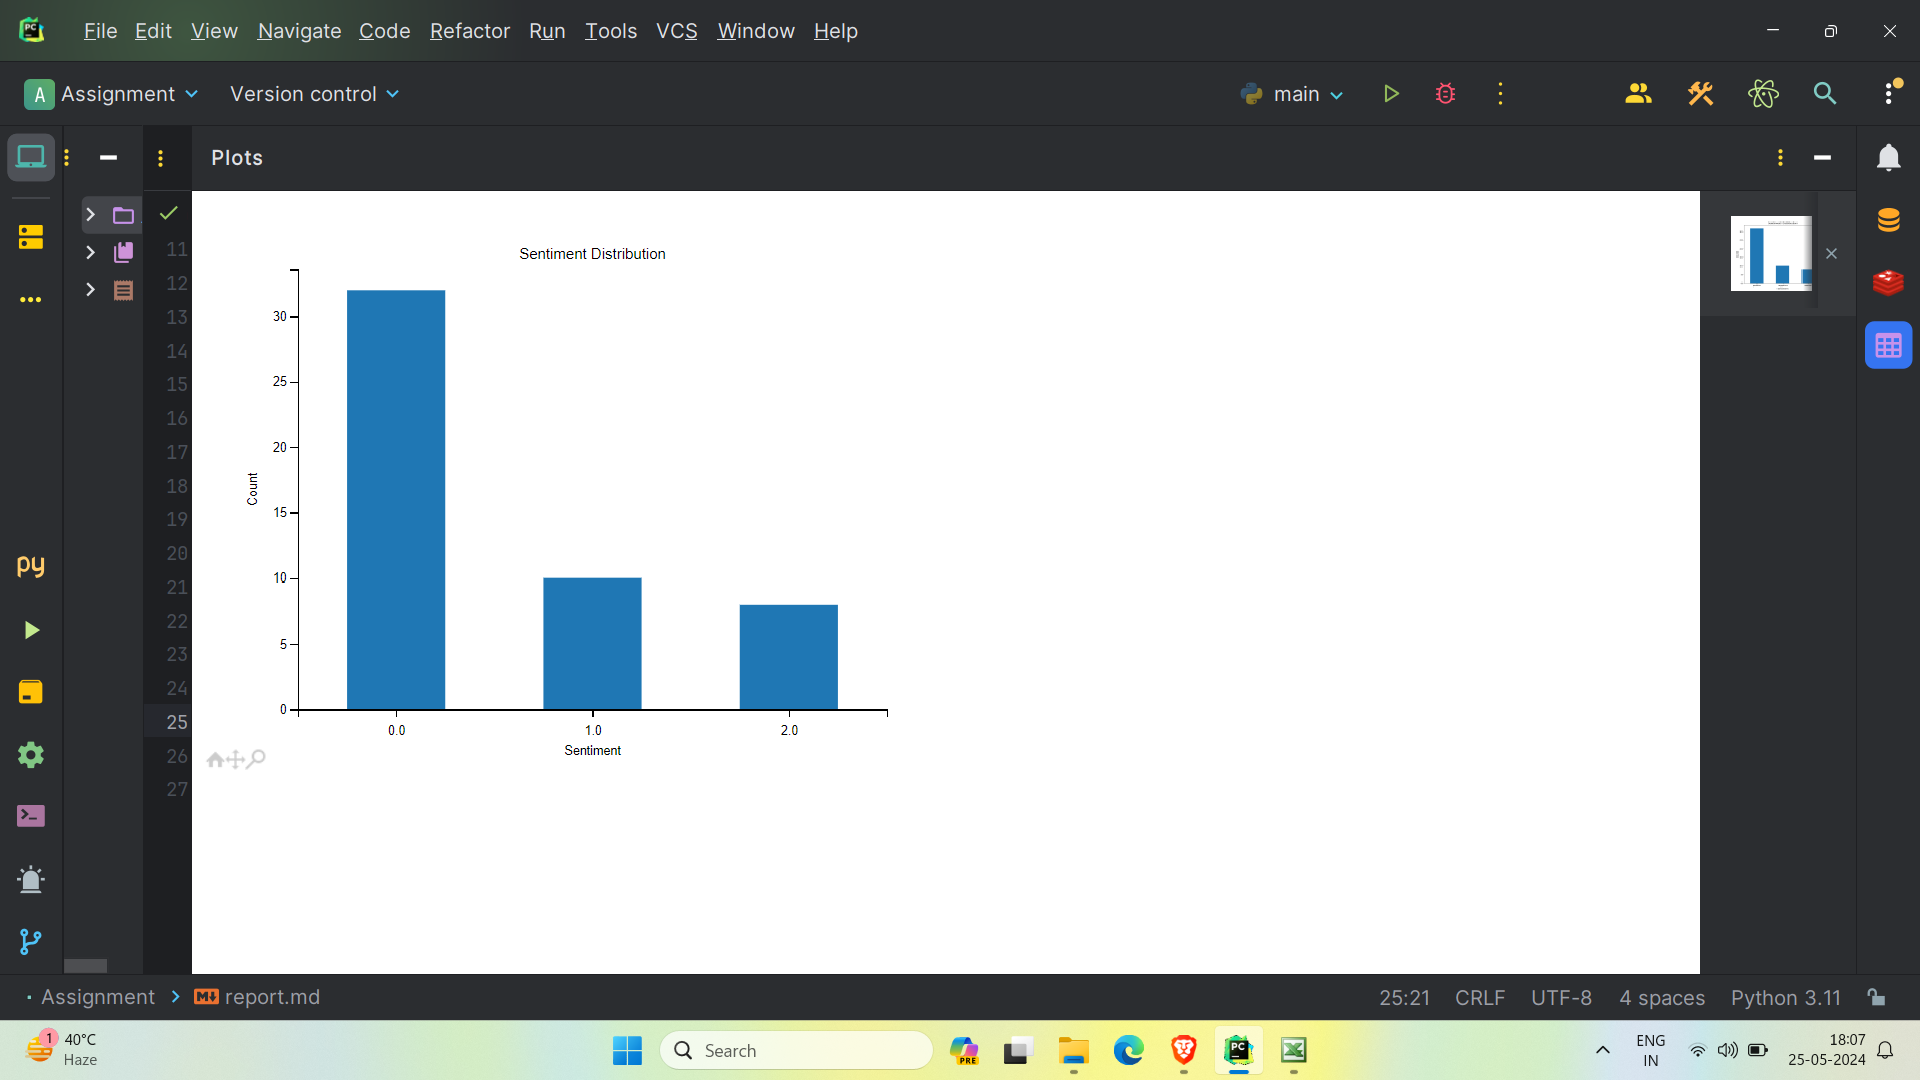 PC File Edit View Navigate Code Refactor Run Tools VCS Window Help
A Assignment Version control main
Plots
11
12
13
14
15
16
17
18
19
20
21
22
23
24
25
26
27
Sentiment Distribution
30
25
20
15
10
5
0
Count
0.0 1.0 2.0
Sentiment
py
Assignment > M↓ report.md 25:21 CRLF UTF-8 4 spaces Python 3.11
1 40°C
Haze
Search
PRE
PC
ENG
IN
18:07
25-05-2024